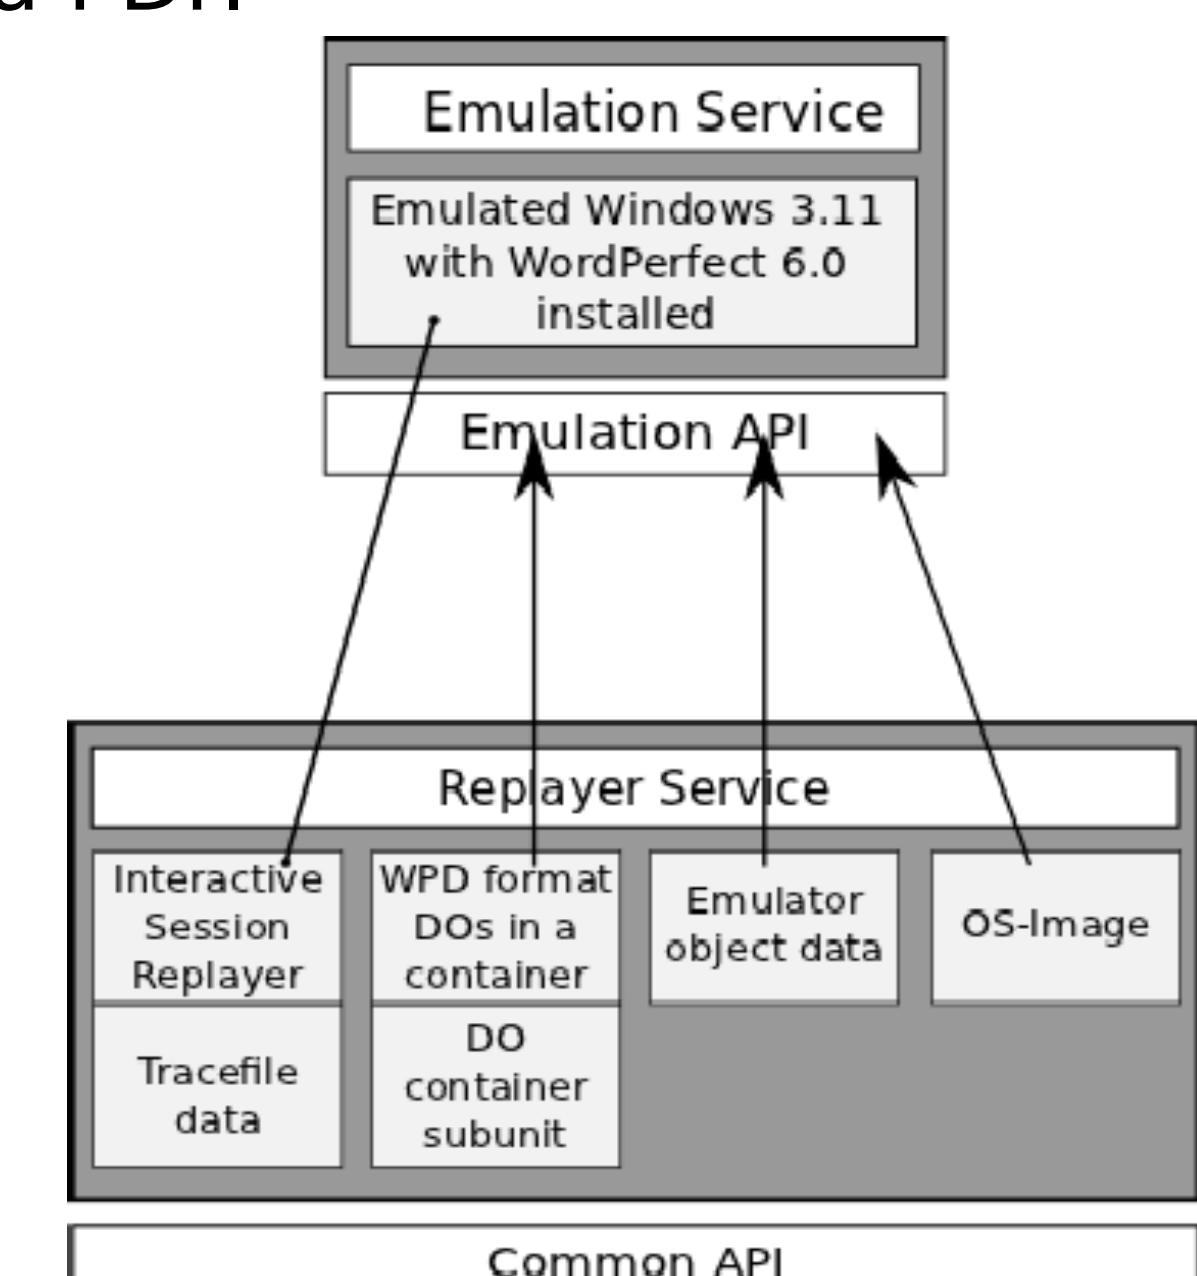 Emulation Service
Emulated Windows 3.11
with WordPerfect 6.0
installed
Emulation API
Replayer Service
Interactive
Session
Replayer
WPD format
DOs in a
container
Emulator
object data
OS-Image
Tracefile
data
DO
container
subunit
Common API